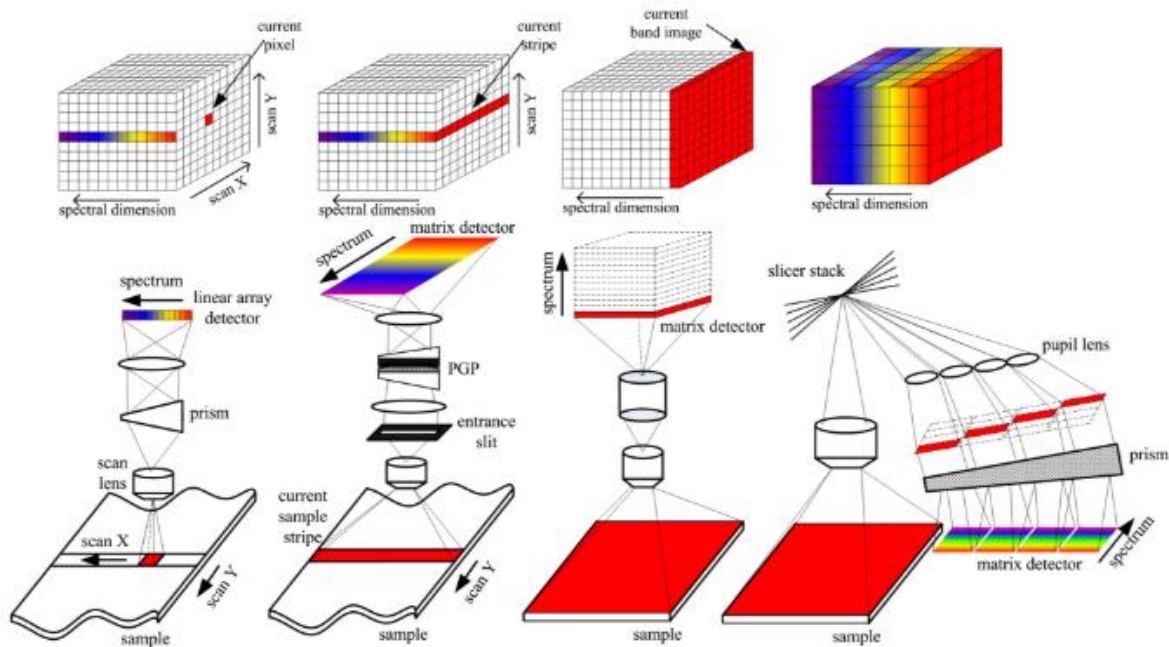 current
pixel
scan Y
scan X
spectral dimension
current
stripe
scan Y
spectral dimension
current
band image
spectral dimension
spectral dimension
spectrum
linear array
detector
prism
scan
lens
scan X
scan Y
sample
matrix detector
spectrum
PGP
entrance
slit
current
sample
stripe
scan Y
sample
spectrum
matrix detector
sample
slicer stack
pupil lens
prism
spectrum
matrix detector
sample